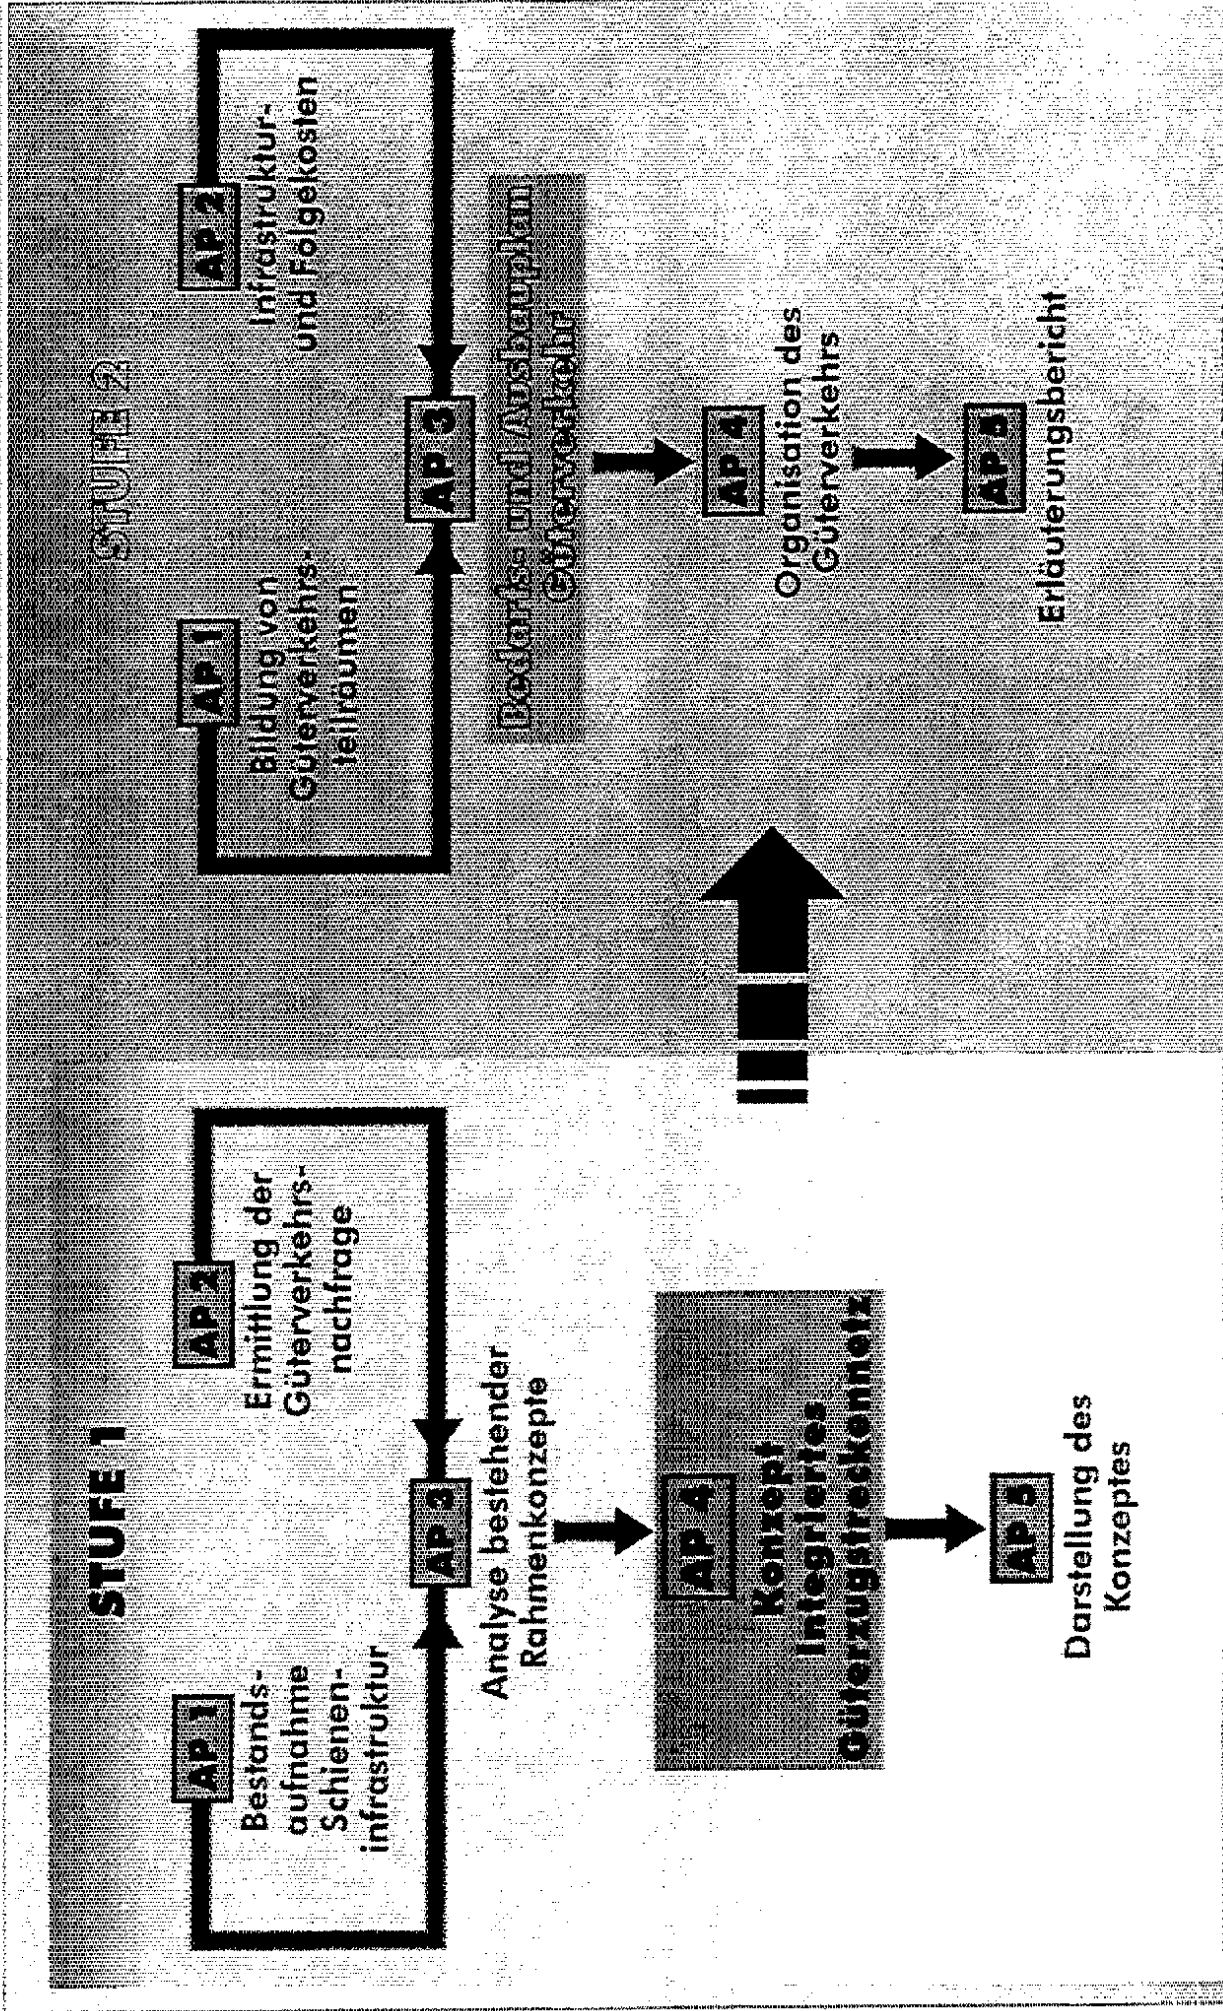 STUFE 1
AP 1
Bestands-
aufnahme
Schienen-
infrastruktur
AP 2
Ermittlung der
Güterverkehrs-
nachfrage
AP 3
Analyse bestehender
Rahmenkonzepte
AP 4
Konzept
Integriertes
Güterzugstreckennetz
AP 5
Darstellung des
Konzeptes
STUFE 2
AP 1
Bildung von
Güterverkehrs-
teilräumen
AP 2
Infrastruktur-
und Folgekosten
AP 3
Bedarfs- und Ausbauplan
Güterverkehr
AP 4
Organisation des
Güterverkehrs
AP 5
Erläuterungsbericht